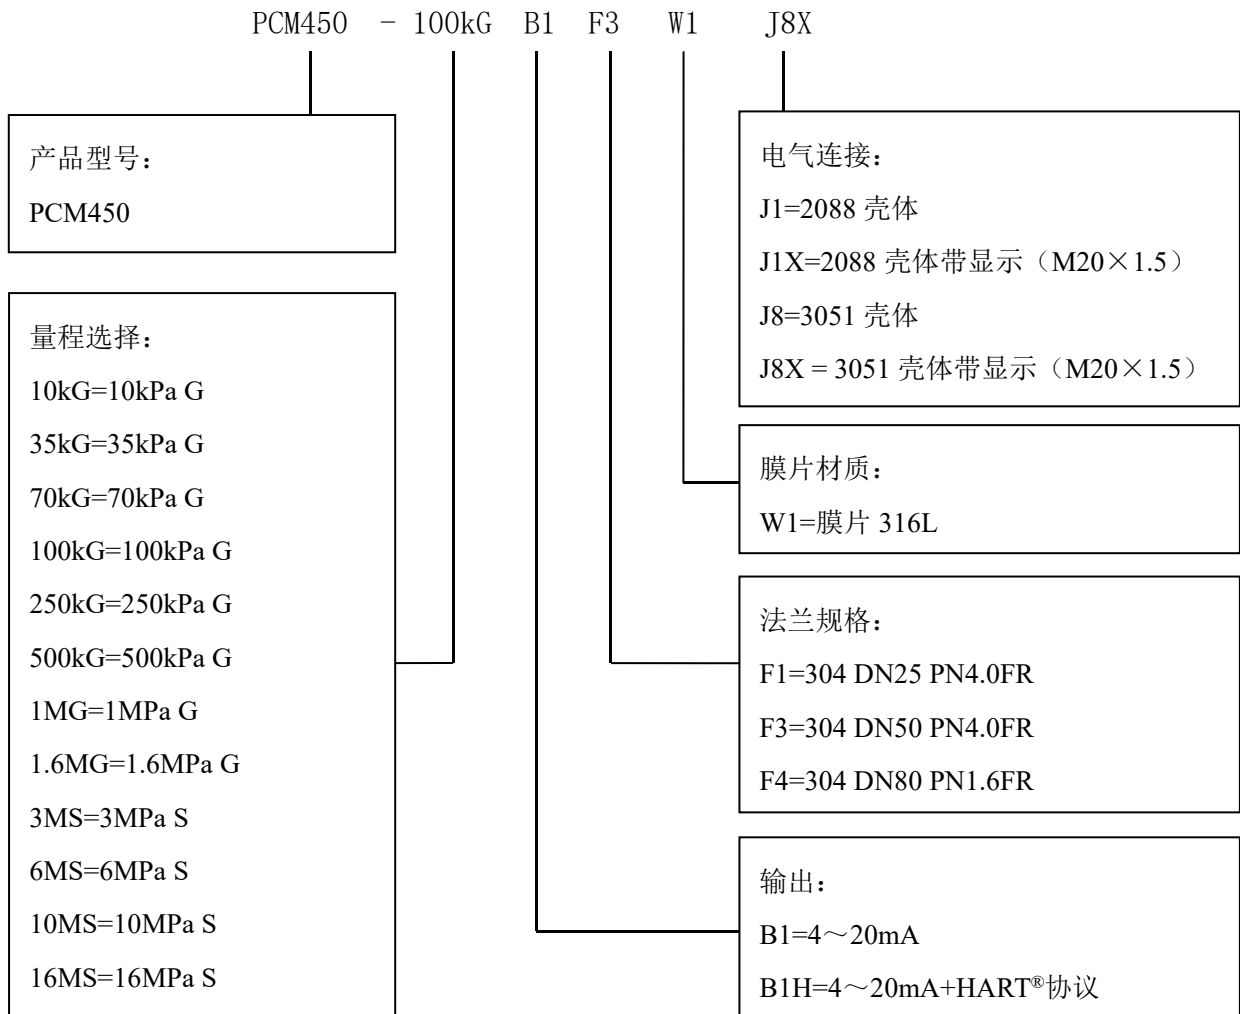 PCM450 - 100kG B1 F3 W1 J8X
产品型号：
PCM450
量程选择：
10kG=10kPa G
35kG=35kPa G
70kG=70kPa G
100kG=100kPa G
250kG=250kPa G
500kG=500kPa G
1MG=1MPa G
1.6MG=1.6MPa G
3MS=3MPa S
6MS=6MPa S
10MS=10MPa S
16MS=16MPa S
电气连接：
J1=2088 壳体
J1X=2088 壳体带显示（M20×1.5）
J8=3051 壳体
J8X = 3051 壳体带显示（M20×1.5）
膜片材质：
W1=膜片 316L
法兰规格：
F1=304 DN25 PN4.0FR
F3=304 DN50 PN4.0FR
F4=304 DN80 PN1.6FR
输出：
B1=4～20mA
B1H=4～20mA+HART®协议